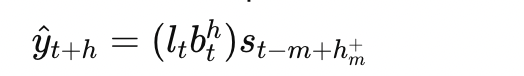 ŷ_{t+h} = (l_t b_t^h) s_{t−m+h_m^+}